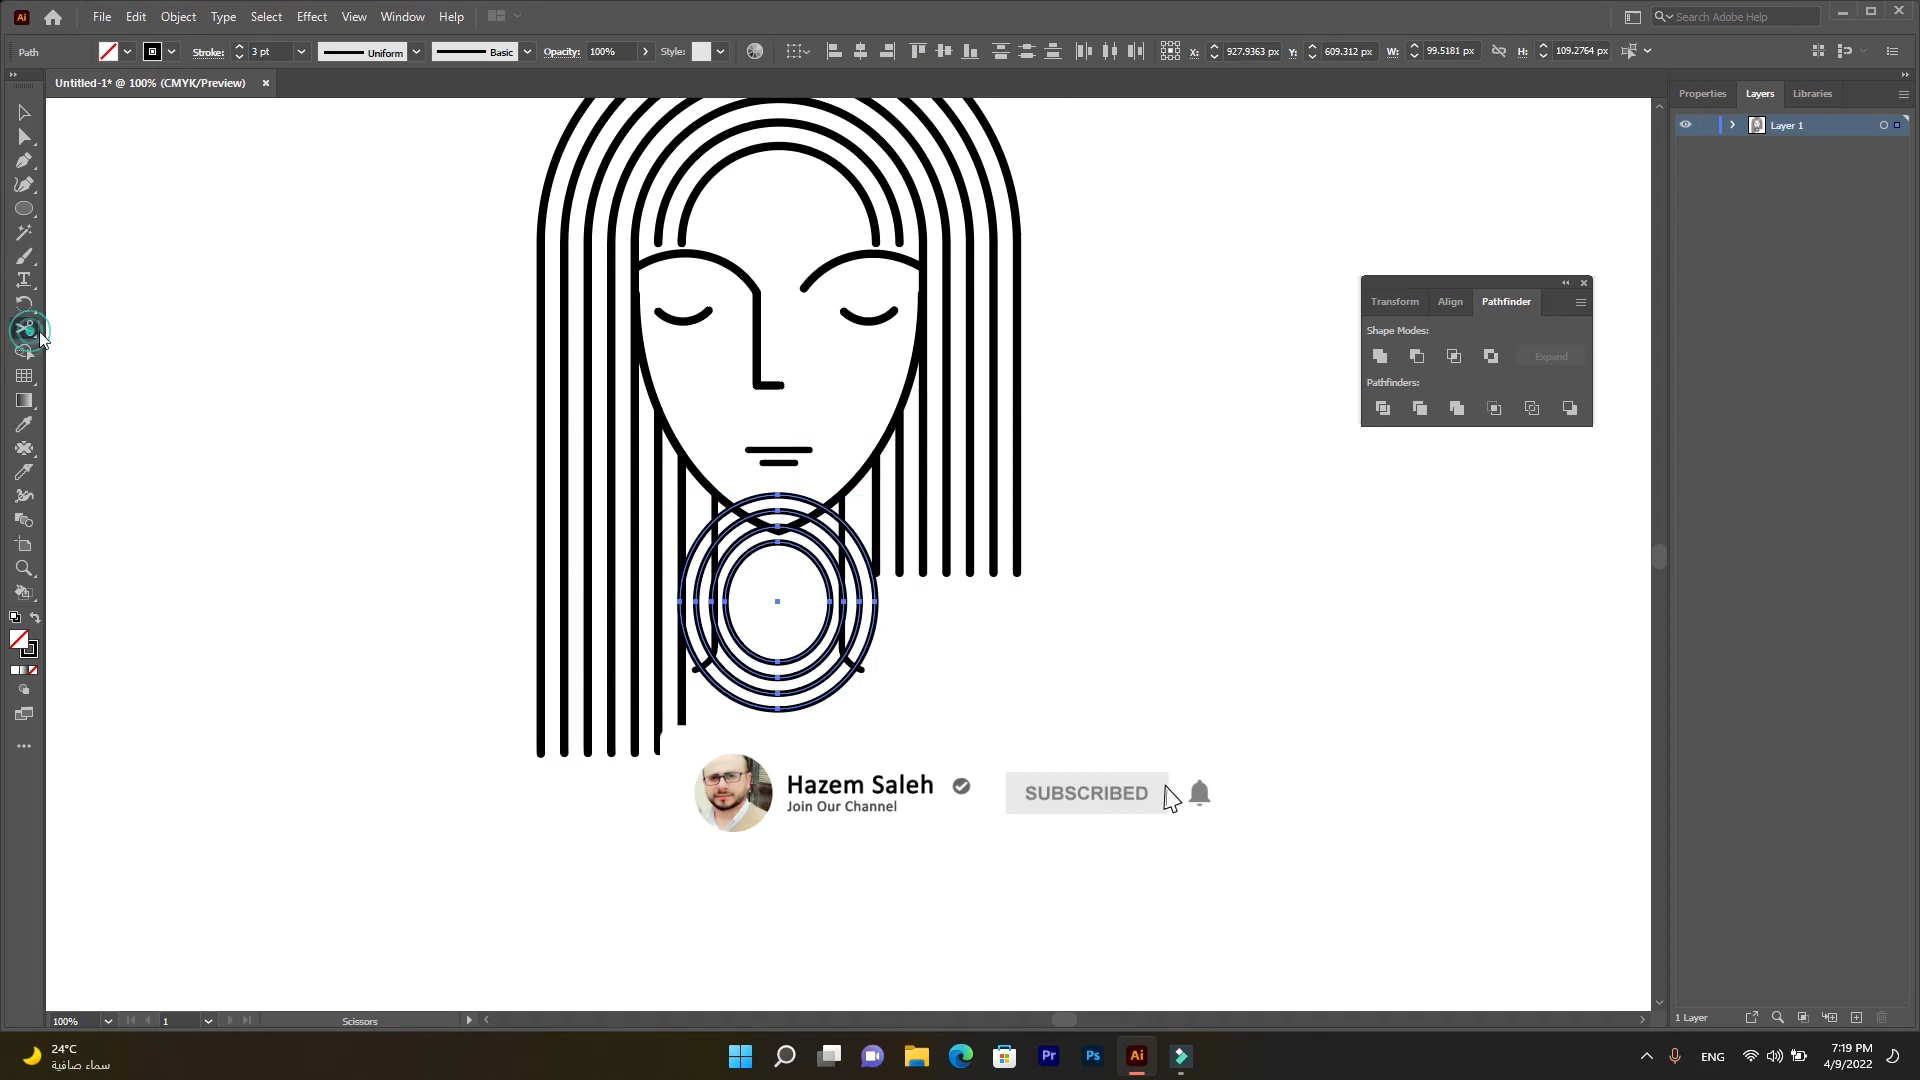 Ai File Edit Object Type Select Effect View Window Help Search Adobe Help
Path Stroke: 3 pt Uniform Basic Opacity: 100% Style: X: 927.9363 px Y: 609.312 px W: 99.5181 px H: 109.2764 px
Untitled-1* @ 100% (CMYK/Preview) Properties Layers Libraries
Layer 1
Transform Align Pathfinder
Shape Modes:
Expand
Pathfinders:
Hazem Saleh
Join Our Channel
SUBSCRIBED
100% 1 Scissors 1 Layer
24°C
سماء صافية
Pr Ps Ai ENG
7:19 PM
4/9/2022